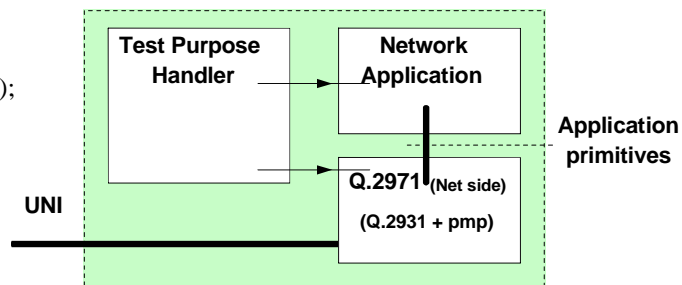 Test Purpose
Handler
Network
Application
);
Application
primitives
Q.2971 (Net side)
(Q.2931 + pmp)
UNI